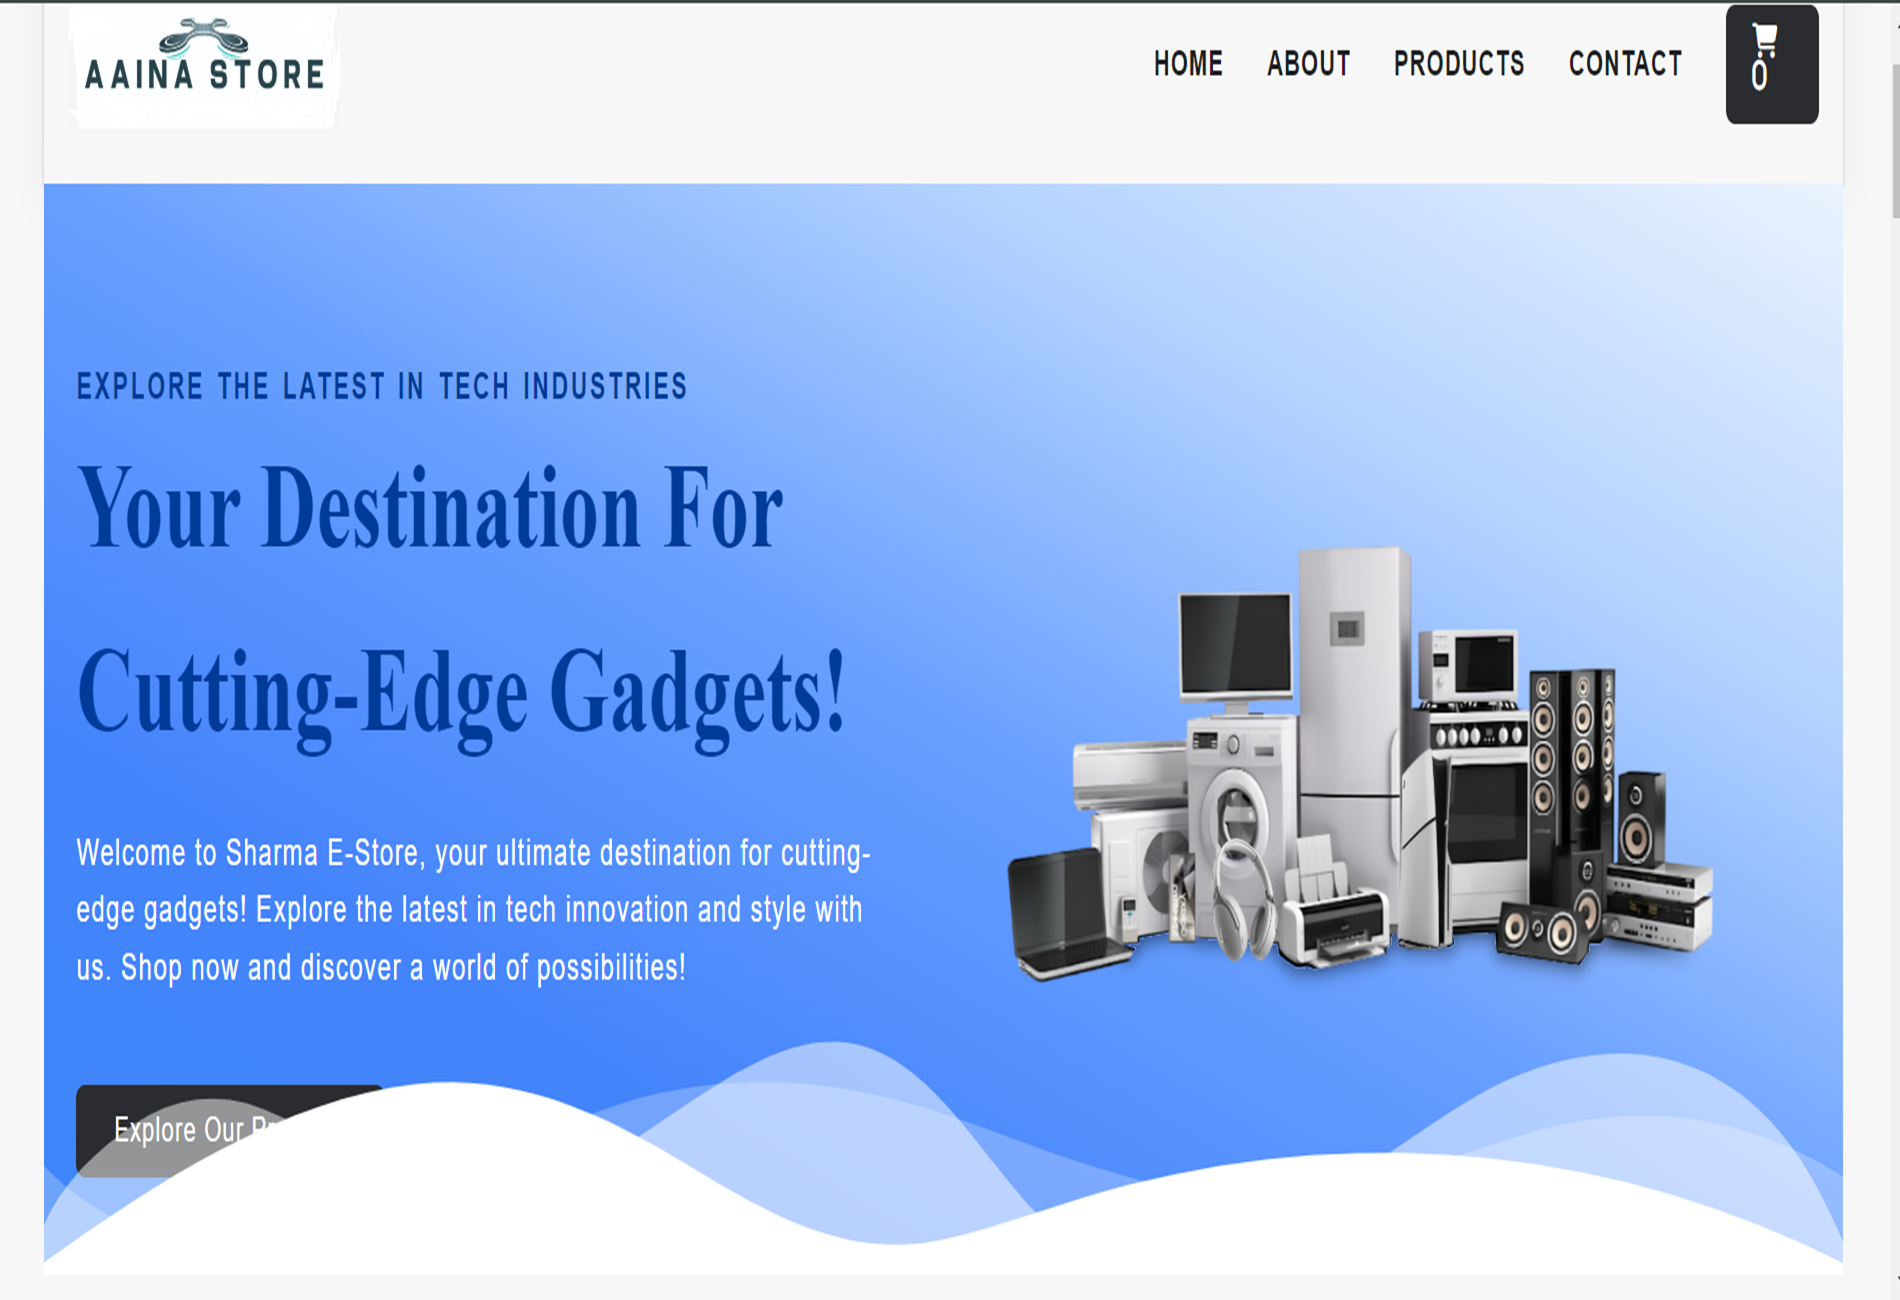 AAINA STORE
HOME ABOUT PRODUCTS CONTACT
0
EXPLORE THE LATEST IN TECH INDUSTRIES
Your Destination For
Cutting-Edge Gadgets!
Welcome to Sharma E-Store, your ultimate destination for cutting-
edge gadgets! Explore the latest in tech innovation and style with
us. Shop now and discover a world of possibilities!
Explore Our